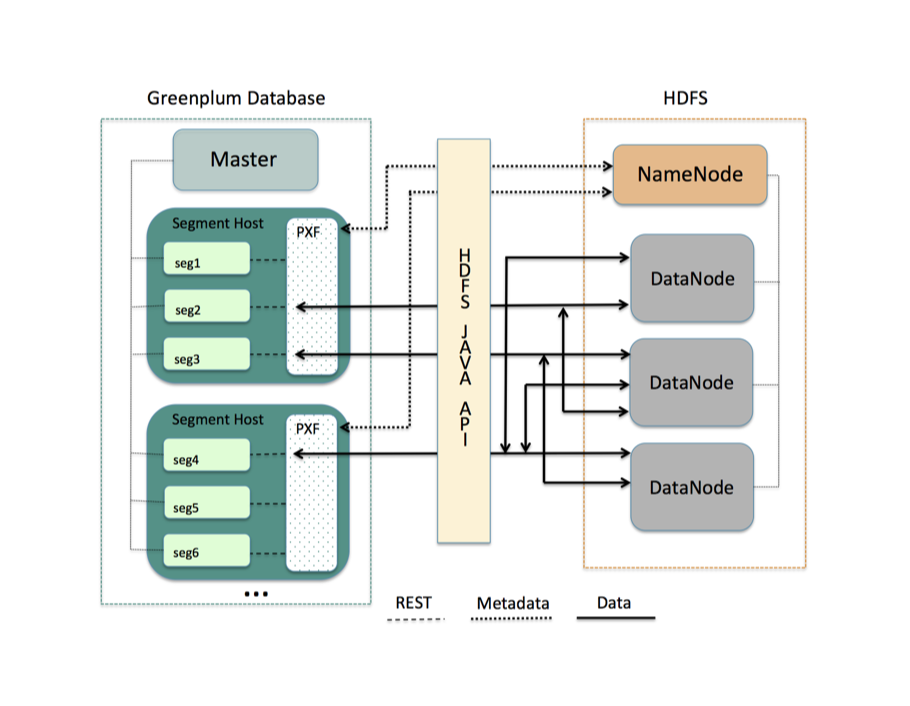 Greenplum Database
HDFS
Master
NameNode
Segment Host
PXF
seg1
seg2
seg3
HDFS JAVA API
DataNode
DataNode
DataNode
Segment Host
PXF
seg4
seg5
seg6
...
REST
Metadata
Data